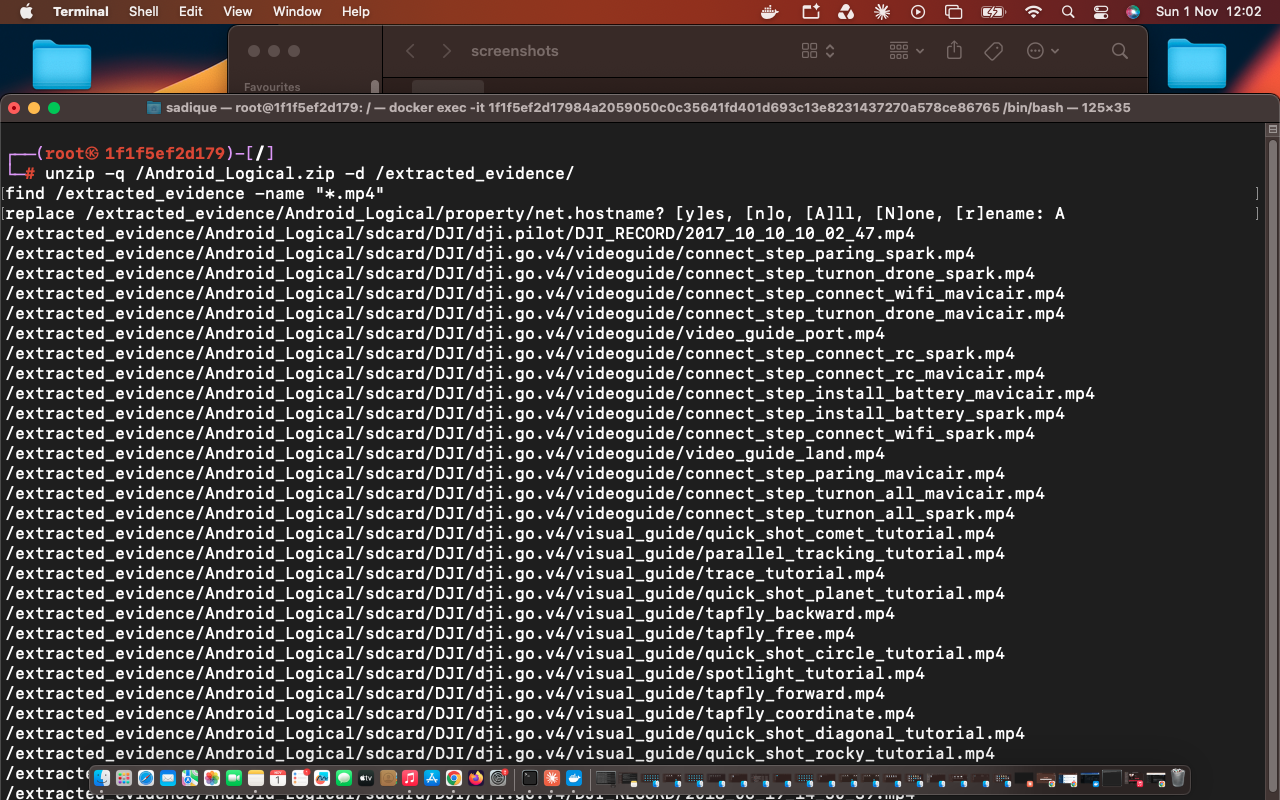 Terminal Shell Edit View Window Help Sun 1 Nov 12:02
screenshots
Favourites
sadique — root@1f1f5ef2d179: / — docker exec -it 1f1f5ef2d17984a2059050c0c35641fd401d693c13e8231437270a578ce86765 /bin/bash — 125×35
┌──(root㉿1f1f5ef2d179)-[/]
└─# unzip -q /Android_Logical.zip -d /extracted_evidence/
find /extracted_evidence -name "*.mp4"
replace /extracted_evidence/Android_Logical/property/net.hostname? [y]es, [n]o, [A]ll, [N]one, [r]ename: A
/extracted_evidence/Android_Logical/sdcard/DJI/dji.pilot/DJI_RECORD/2017_10_10_10_02_47.mp4
/extracted_evidence/Android_Logical/sdcard/DJI/dji.go.v4/videoguide/connect_step_paring_spark.mp4
/extracted_evidence/Android_Logical/sdcard/DJI/dji.go.v4/videoguide/connect_step_turnon_drone_spark.mp4
/extracted_evidence/Android_Logical/sdcard/DJI/dji.go.v4/videoguide/connect_step_connect_wifi_mavicair.mp4
/extracted_evidence/Android_Logical/sdcard/DJI/dji.go.v4/videoguide/connect_step_turnon_drone_mavicair.mp4
/extracted_evidence/Android_Logical/sdcard/DJI/dji.go.v4/videoguide/video_guide_port.mp4
/extracted_evidence/Android_Logical/sdcard/DJI/dji.go.v4/videoguide/connect_step_connect_rc_spark.mp4
/extracted_evidence/Android_Logical/sdcard/DJI/dji.go.v4/videoguide/connect_step_connect_rc_mavicair.mp4
/extracted_evidence/Android_Logical/sdcard/DJI/dji.go.v4/videoguide/connect_step_install_battery_mavicair.mp4
/extracted_evidence/Android_Logical/sdcard/DJI/dji.go.v4/videoguide/connect_step_install_battery_spark.mp4
/extracted_evidence/Android_Logical/sdcard/DJI/dji.go.v4/videoguide/connect_step_connect_wifi_spark.mp4
/extracted_evidence/Android_Logical/sdcard/DJI/dji.go.v4/videoguide/video_guide_land.mp4
/extracted_evidence/Android_Logical/sdcard/DJI/dji.go.v4/videoguide/connect_step_paring_mavicair.mp4
/extracted_evidence/Android_Logical/sdcard/DJI/dji.go.v4/videoguide/connect_step_turnon_all_mavicair.mp4
/extracted_evidence/Android_Logical/sdcard/DJI/dji.go.v4/videoguide/connect_step_turnon_all_spark.mp4
/extracted_evidence/Android_Logical/sdcard/DJI/dji.go.v4/visual_guide/quick_shot_comet_tutorial.mp4
/extracted_evidence/Android_Logical/sdcard/DJI/dji.go.v4/visual_guide/parallel_tracking_tutorial.mp4
/extracted_evidence/Android_Logical/sdcard/DJI/dji.go.v4/visual_guide/trace_tutorial.mp4
/extracted_evidence/Android_Logical/sdcard/DJI/dji.go.v4/visual_guide/quick_shot_planet_tutorial.mp4
/extracted_evidence/Android_Logical/sdcard/DJI/dji.go.v4/visual_guide/tapfly_backward.mp4
/extracted_evidence/Android_Logical/sdcard/DJI/dji.go.v4/visual_guide/tapfly_free.mp4
/extracted_evidence/Android_Logical/sdcard/DJI/dji.go.v4/visual_guide/quick_shot_circle_tutorial.mp4
/extracted_evidence/Android_Logical/sdcard/DJI/dji.go.v4/visual_guide/spotlight_tutorial.mp4
/extracted_evidence/Android_Logical/sdcard/DJI/dji.go.v4/visual_guide/tapfly_forward.mp4
/extracted_evidence/Android_Logical/sdcard/DJI/dji.go.v4/visual_guide/tapfly_coordinate.mp4
/extracted_evidence/Android_Logical/sdcard/DJI/dji.go.v4/visual_guide/quick_shot_diagonal_tutorial.mp4
/extracted_evidence/Android_Logical/sdcard/DJI/dji.go.v4/visual_guide/quick_shot_rocky_tutorial.mp4